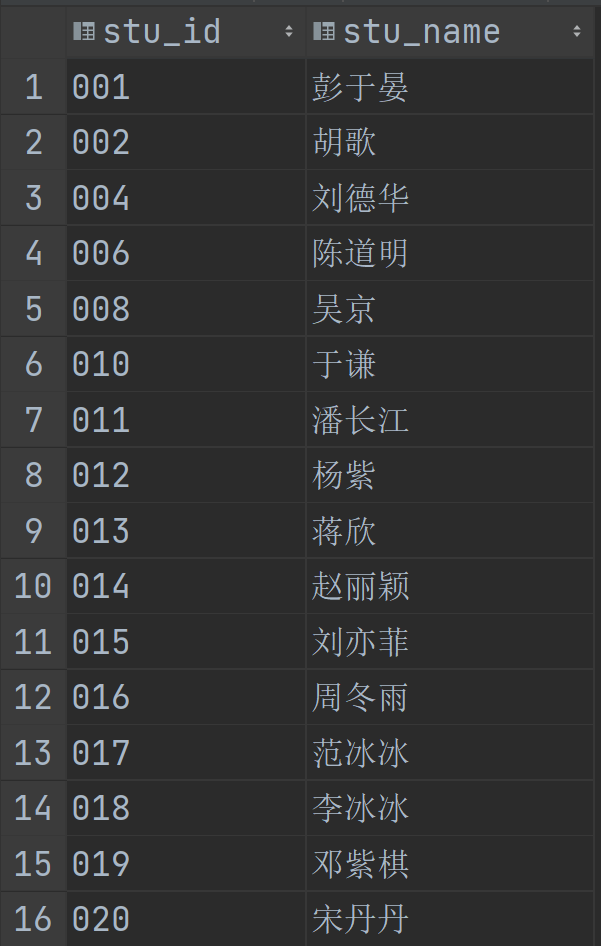 stu_id stu_name
1 001 彭于晏
2 002 胡歌
3 004 刘德华
4 006 陈道明
5 008 吴京
6 010 于谦
7 011 潘长江
8 012 杨紫
9 013 蒋欣
10 014 赵丽颖
11 015 刘亦菲
12 016 周冬雨
13 017 范冰冰
14 018 李冰冰
15 019 邓紫棋
16 020 宋丹丹